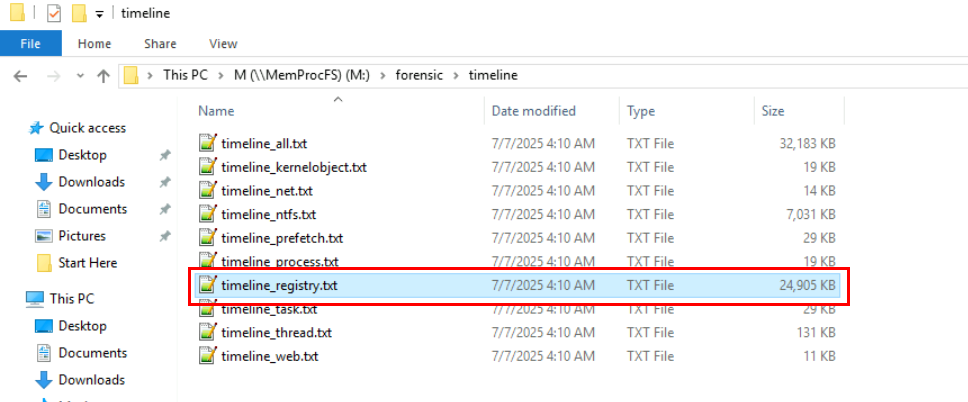 timeline
File Home Share View
This PC > M (\\MemProcFS) (M:) > forensic > timeline
Name Date modified Type Size
Quick access
Desktop
Downloads
Documents
Pictures
Start Here
This PC
Desktop
Documents
Downloads
timeline_all.txt 7/7/2025 4:10 AM TXT File 32,183 KB
timeline_kernelobject.txt 7/7/2025 4:10 AM TXT File 19 KB
timeline_net.txt 7/7/2025 4:10 AM TXT File 14 KB
timeline_ntfs.txt 7/7/2025 4:10 AM TXT File 7,031 KB
timeline_prefetch.txt 7/7/2025 4:10 AM TXT File 29 KB
timeline_process.txt 7/7/2025 4:10 AM TXT File 19 KB
timeline_registry.txt 7/7/2025 4:10 AM TXT File 24,905 KB
timeline_task.txt 7/7/2025 4:10 AM TXT File 29 KB
timeline_thread.txt 7/7/2025 4:10 AM TXT File 131 KB
timeline_web.txt 7/7/2025 4:10 AM TXT File 11 KB